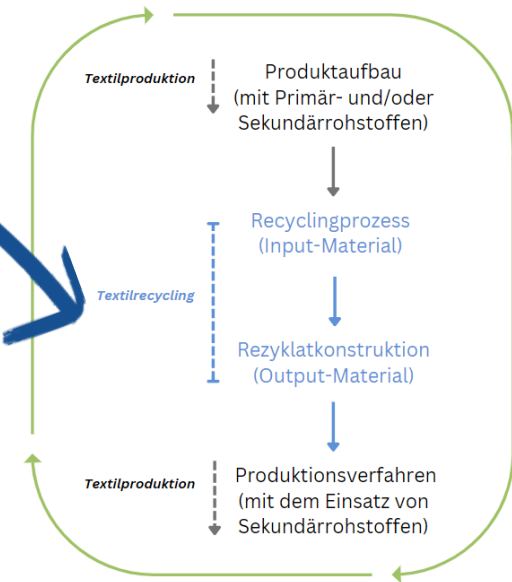 Textilproduktion
Produktaufbau
(mit Primär- und/oder
Sekundärrohstoffen)
Recyclingprozess
(Input-Material)
Textilrecycling
Rezyklatkonstruktion
(Output-Material)
Textilproduktion
Produktionsverfahren
(mit dem Einsatz von
Sekundärrohstoffen)